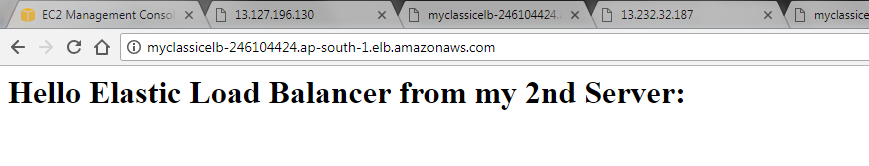 EC2 Management Conso
13.127.196.130
myclassicelb-246104424.
13.232.32.187
myclassice
myclassicelb-246104424.ap-south-1.elb.amazonaws.com
Hello Elastic Load Balancer from my 2nd Server: